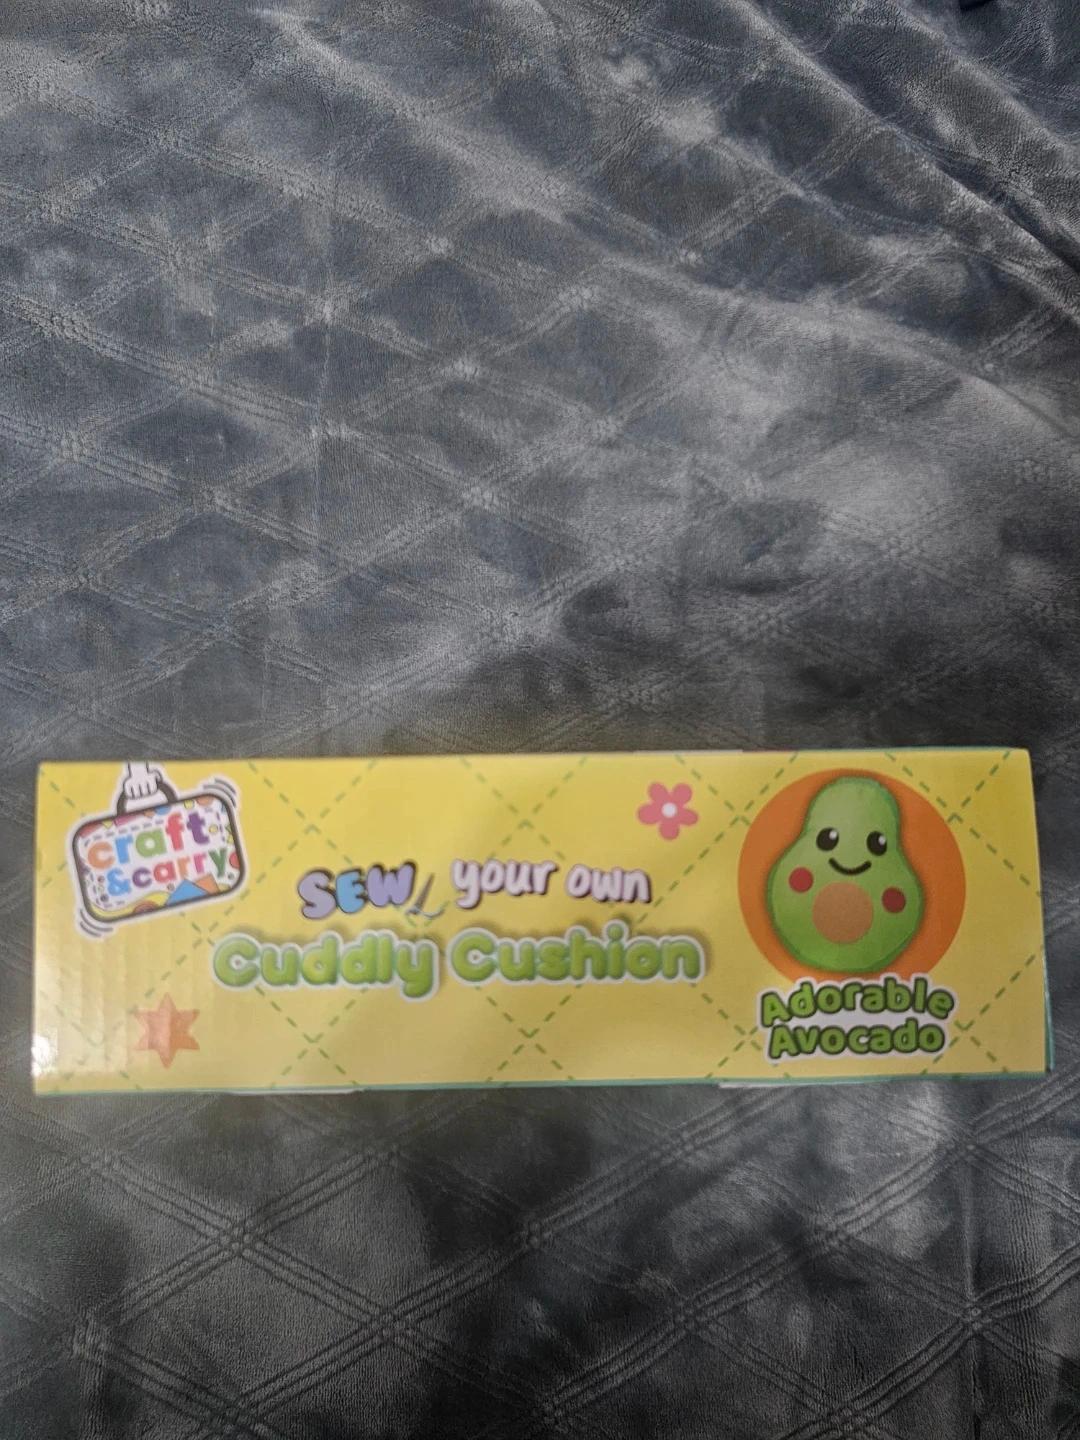 craft
&carry
SEW your own
Cuddly Cushion
Adorable
Avocado